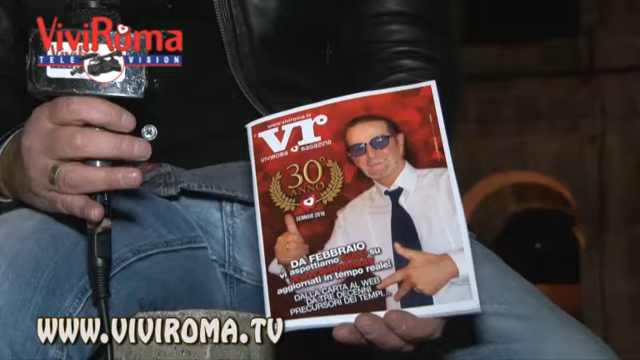 ViviRoma
TELEVISION
www.viviroma.tv
VR
VIVIROMA MAGAZINE
30°
ANNO
GENNAIO 2018
DA FEBBRAIO
vi aspettiamo su
aggiornati in tempo reale!
DALLA CARTA AL WEB
DA TRE DECENNI
PRECURSORI DEI TEMPI...
WWW.VIVIROMA.TV